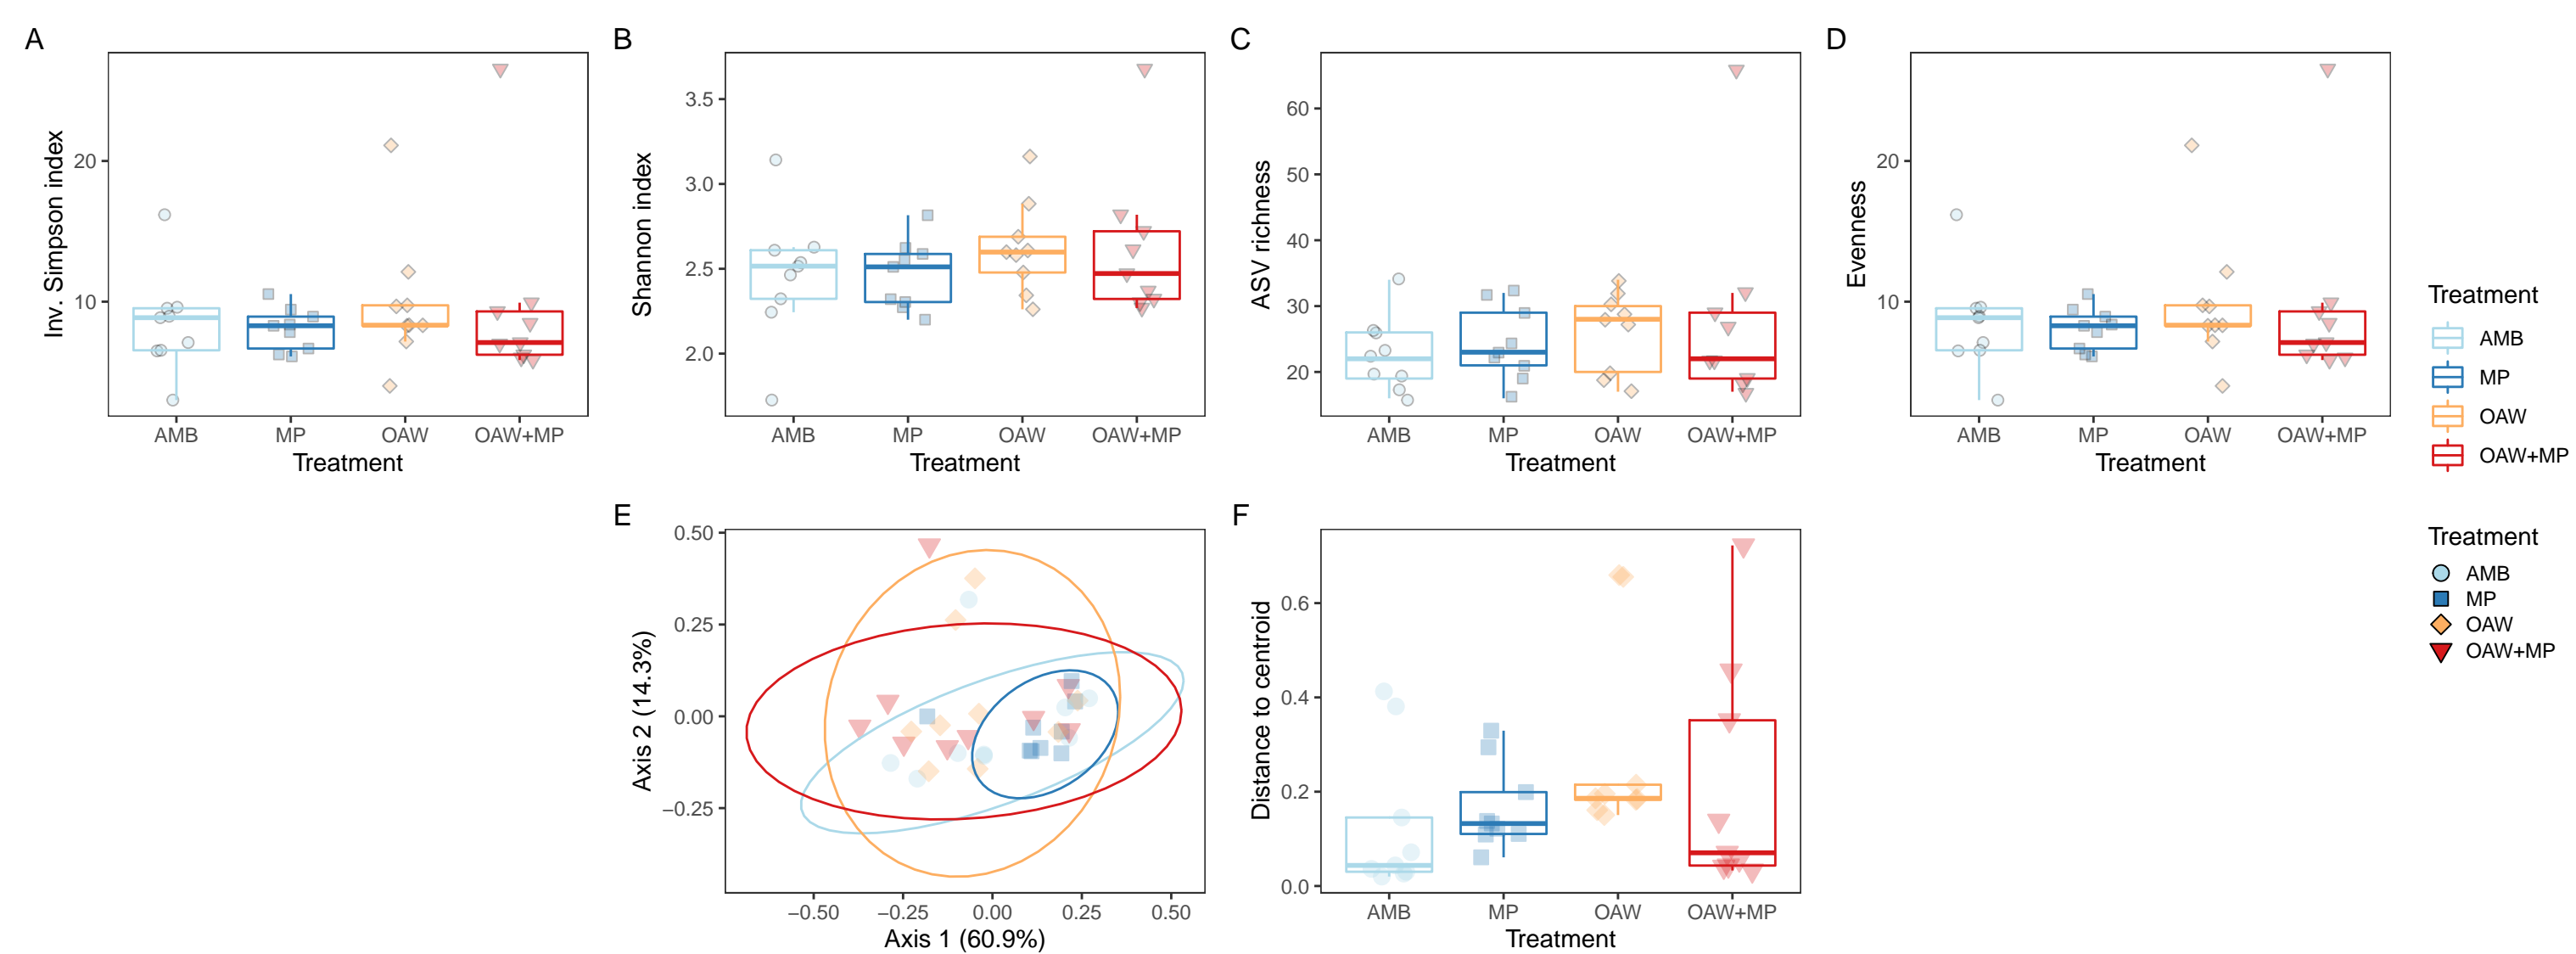 A
Inv. Simpson index
20
10
AMB MP OAW OAW+MP
Treatment
B
Shannon index
3.5
3.0
2.5
2.0
AMB MP OAW OAW+MP
Treatment
C
ASV richness
60
50
40
30
20
AMB MP OAW OAW+MP
Treatment
D
Evenness
20
10
AMB MP OAW OAW+MP
Treatment
Treatment
AMB
MP
OAW
OAW+MP
E
Axis 2 (14.3%)
0.50
0.25
0.00
−0.25
−0.50 −0.25 0.00 0.25 0.50
Axis 1 (60.9%)
F
Distance to centroid
0.6
0.4
0.2
0.0
AMB MP OAW OAW+MP
Treatment
Treatment
AMB
MP
OAW
OAW+MP